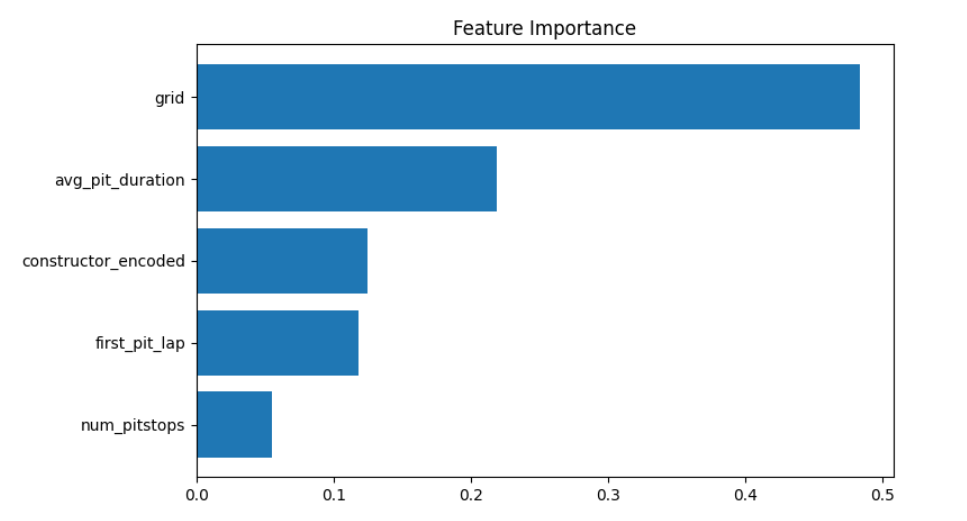 Feature Importance
grid
avg_pit_duration
constructor_encoded
first_pit_lap
num_pitstops
0.0 0.1 0.2 0.3 0.4 0.5